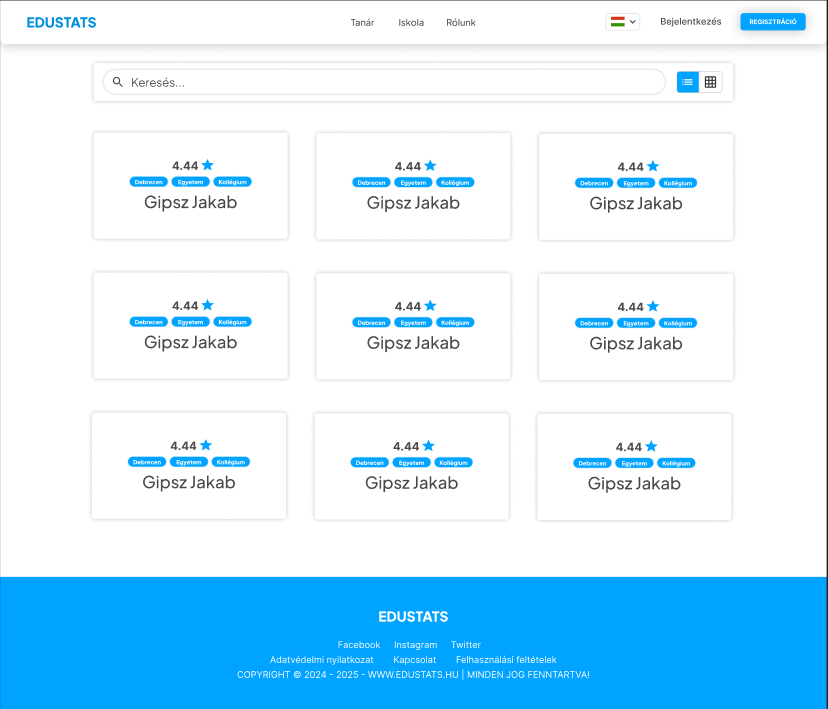 EDUSTATS
Tanár Iskola Rólunk
Bejelentkezés
REGISZTRÁCIÓ
Keresés...
4.44
Debrecen Egyetem Kollégium
Gipsz Jakab
4.44
Debrecen Egyetem Kollégium
Gipsz Jakab
4.44
Debrecen Egyetem Kollégium
Gipsz Jakab
4.44
Debrecen Egyetem Kollégium
Gipsz Jakab
4.44
Debrecen Egyetem Kollégium
Gipsz Jakab
4.44
Debrecen Egyetem Kollégium
Gipsz Jakab
4.44
Debrecen Egyetem Kollégium
Gipsz Jakab
4.44
Debrecen Egyetem Kollégium
Gipsz Jakab
4.44
Debrecen Egyetem Kollégium
Gipsz Jakab
EDUSTATS
Facebook Instagram Twitter
Adatvédelmi nyilatkozat Kapcsolat Felhasználási feltételek
COPYRIGHT © 2024 - 2025 - WWW.EDUSTATS.HU | MINDEN JOG FENNTARTVA!